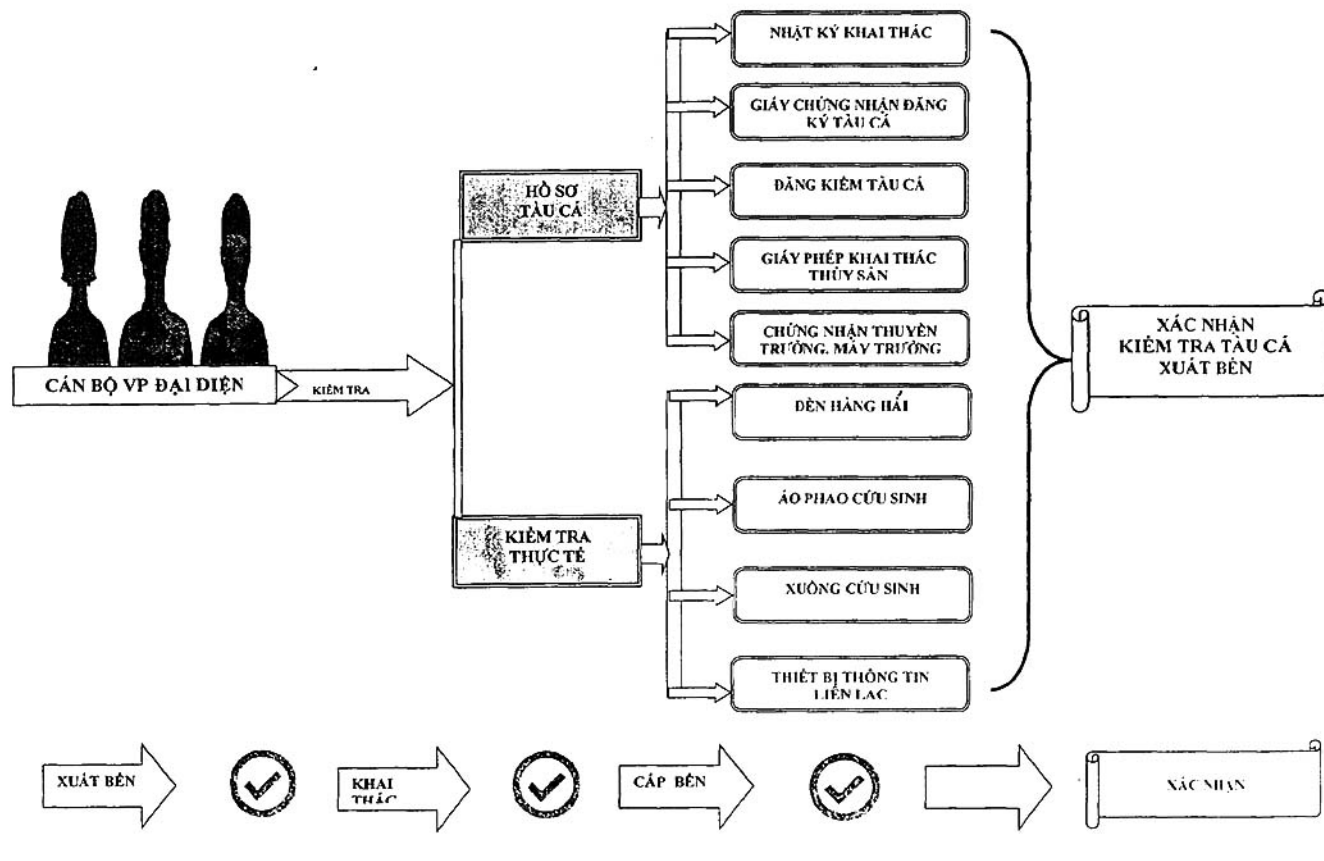 NHẬT KÝ KHAI THÁC
GIẤY CHỨNG NHẬN ĐĂNG
KÝ TÀU CÁ
ĐĂNG KIỂM TÀU CÁ
GIẤY PHÉP KHAI THÁC
THỦY SẢN
CHỨNG NHẬN THUYỀN
TRƯỞNG, MÁY TRƯỞNG
HỒ SƠ
TÀU CÁ
CÁN BỘ VP ĐẠI DIỆN
KIỂM TRA
KIỂM TRA
THỰC TẾ
ĐÈN HÀNG HẢI
ÁO PHAO CỨU SINH
XUỒNG CỨU SINH
THIẾT BỊ THÔNG TIN
LIÊN LẠC
XÁC NHẬN
KIỂM TRA TÀU CÁ
XUẤT BẾN
XUẤT BẾN
KHAI
THÁC
CẬP BẾN
XÁC NHẬN